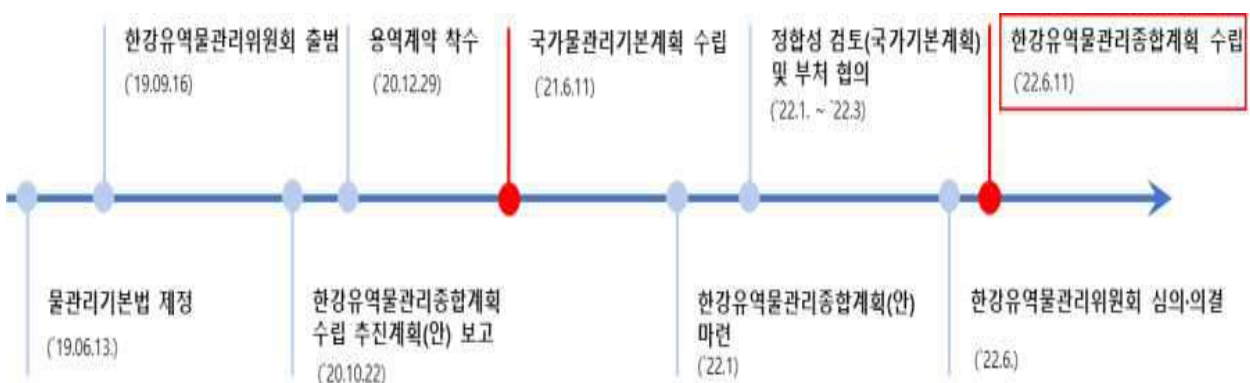 한강유역물관리위원회 출범
(´19.09.16)
용역계약 착수
(´20.12.29)
국가물관리기본계획 수립
(´21.6.11)
정합성 검토(국가기본계획)
및 부처 협의
(´22.1. ~ ´22.3)
한강유역물관리종합계획 수립
(´22.6.11)
물관리기본법 제정
(´19.06.13.)
한강유역물관리종합계획
수립 추진계획(안) 보고
(´20.10.22)
한강유역물관리종합계획(안)
마련
(´22.1)
한강유역물관리위원회 심의·의결
(´22.6.)